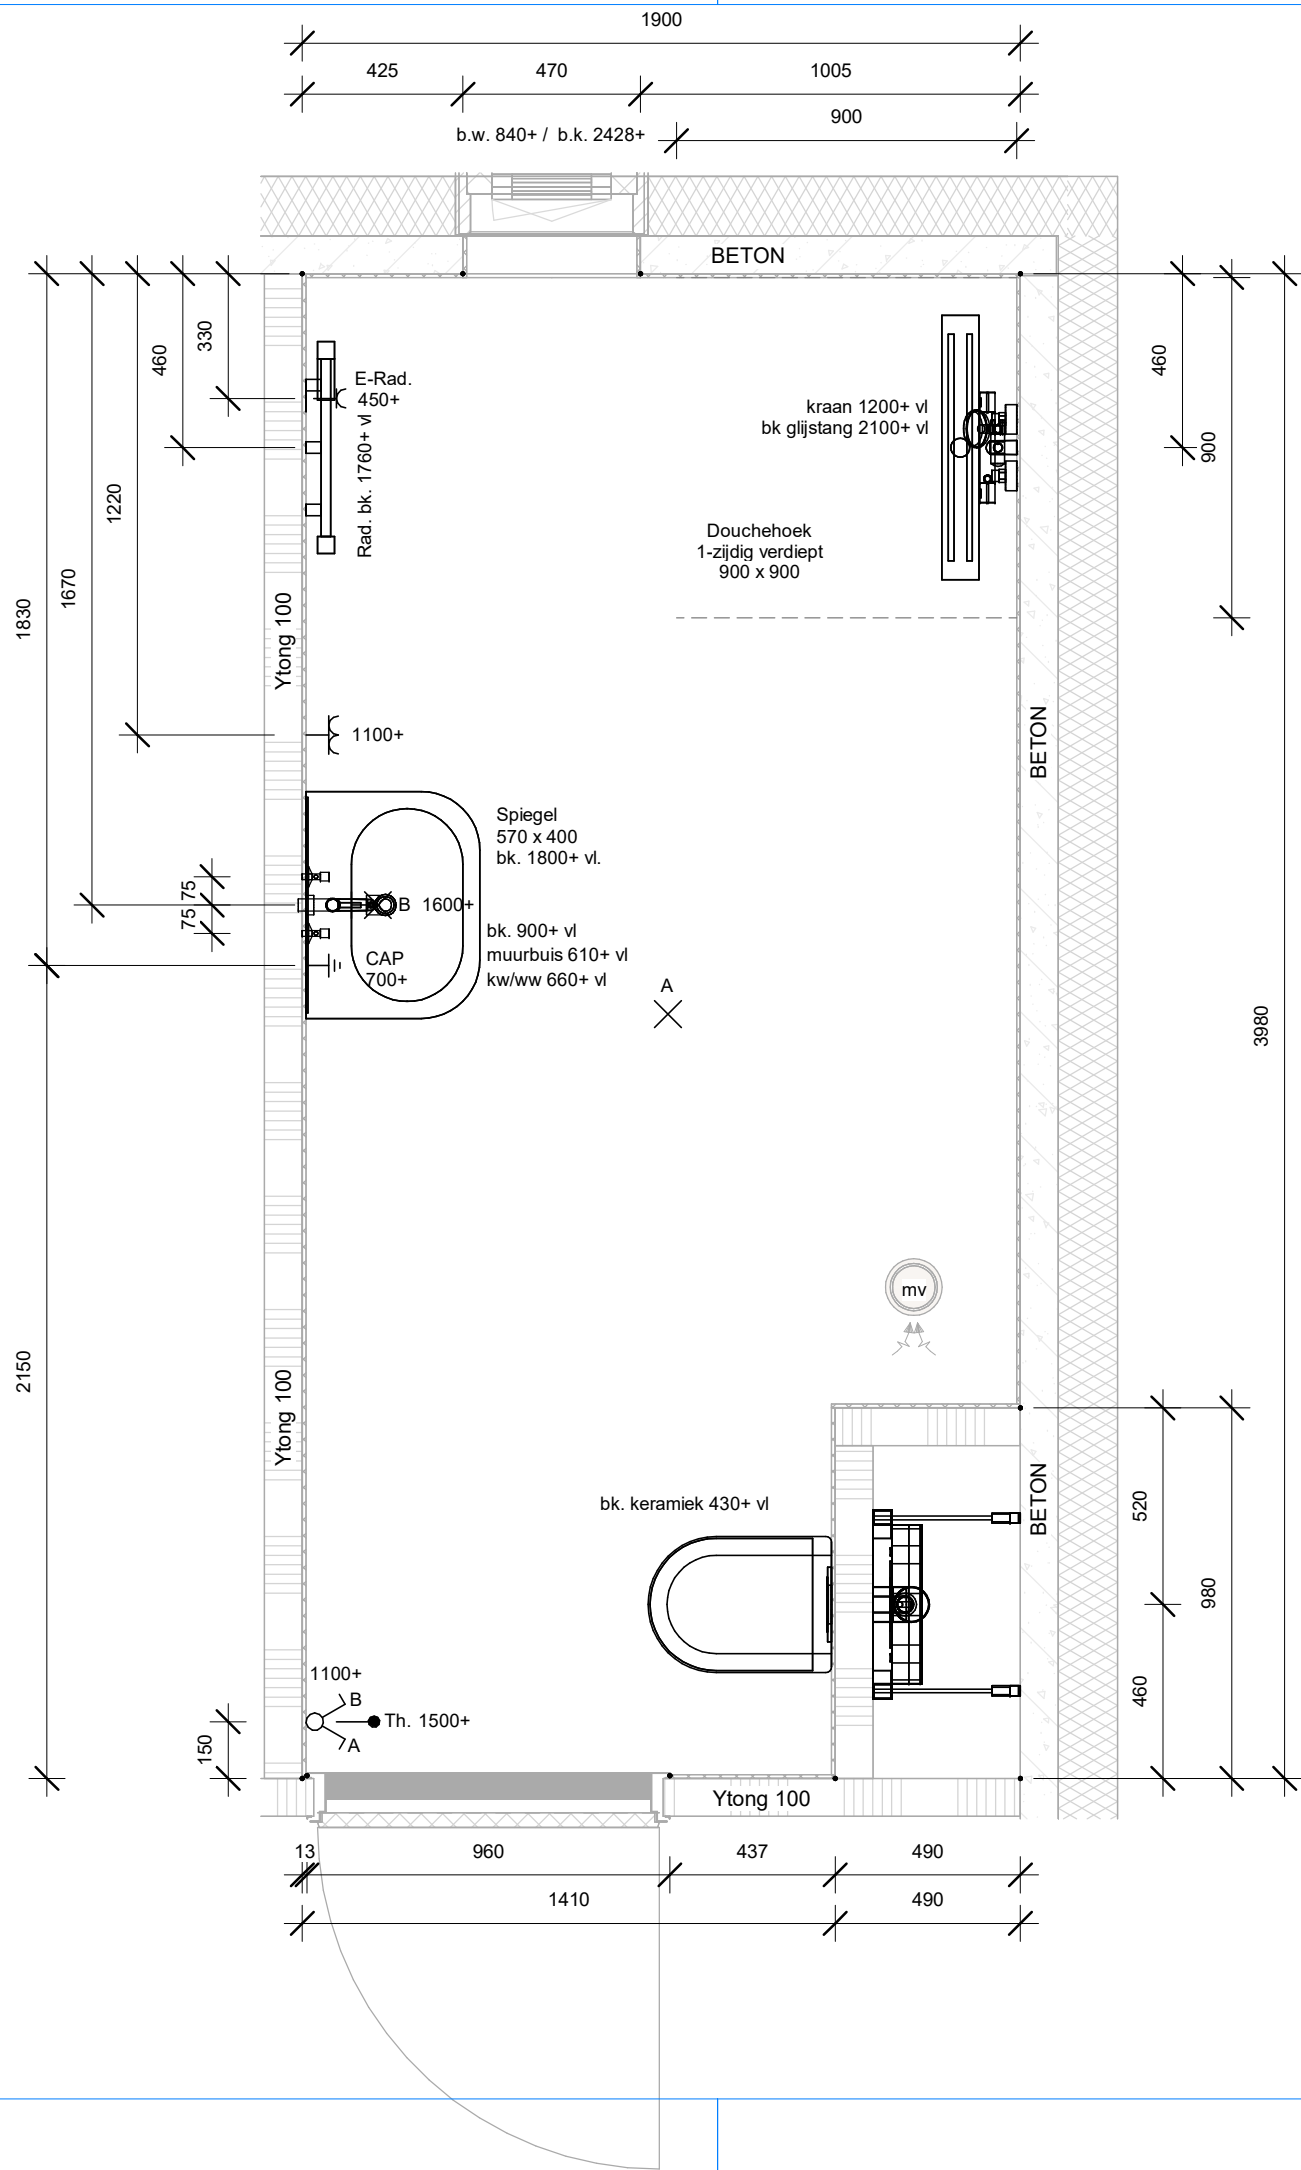 1900
425
470
1005
900
b.w. 840+ / b.k. 2428+
BETON
330
460
1220
1670
1830
E-Rad.
450+
Rad. bk. 1760+ vl
kraan 1200+ vl
bk glijstang 2100+ vl
460
900
Douchehoek
1-zijdig verdiept
900 x 900
Ytong 100
1100+
BETON
Spiegel
570 x 400
bk. 1800+ vl.
75
75
B 1600+
bk. 900+ vl
muurbuis 610+ vl
kw/ww 660+ vl
CAP
700+
A
3980
mv
2150
Ytong 100
BETON
bk. keramiek 430+ vl
520
980
460
1100+
B
Th. 1500+
A
150
Ytong 100
13
960
437
490
1410
490